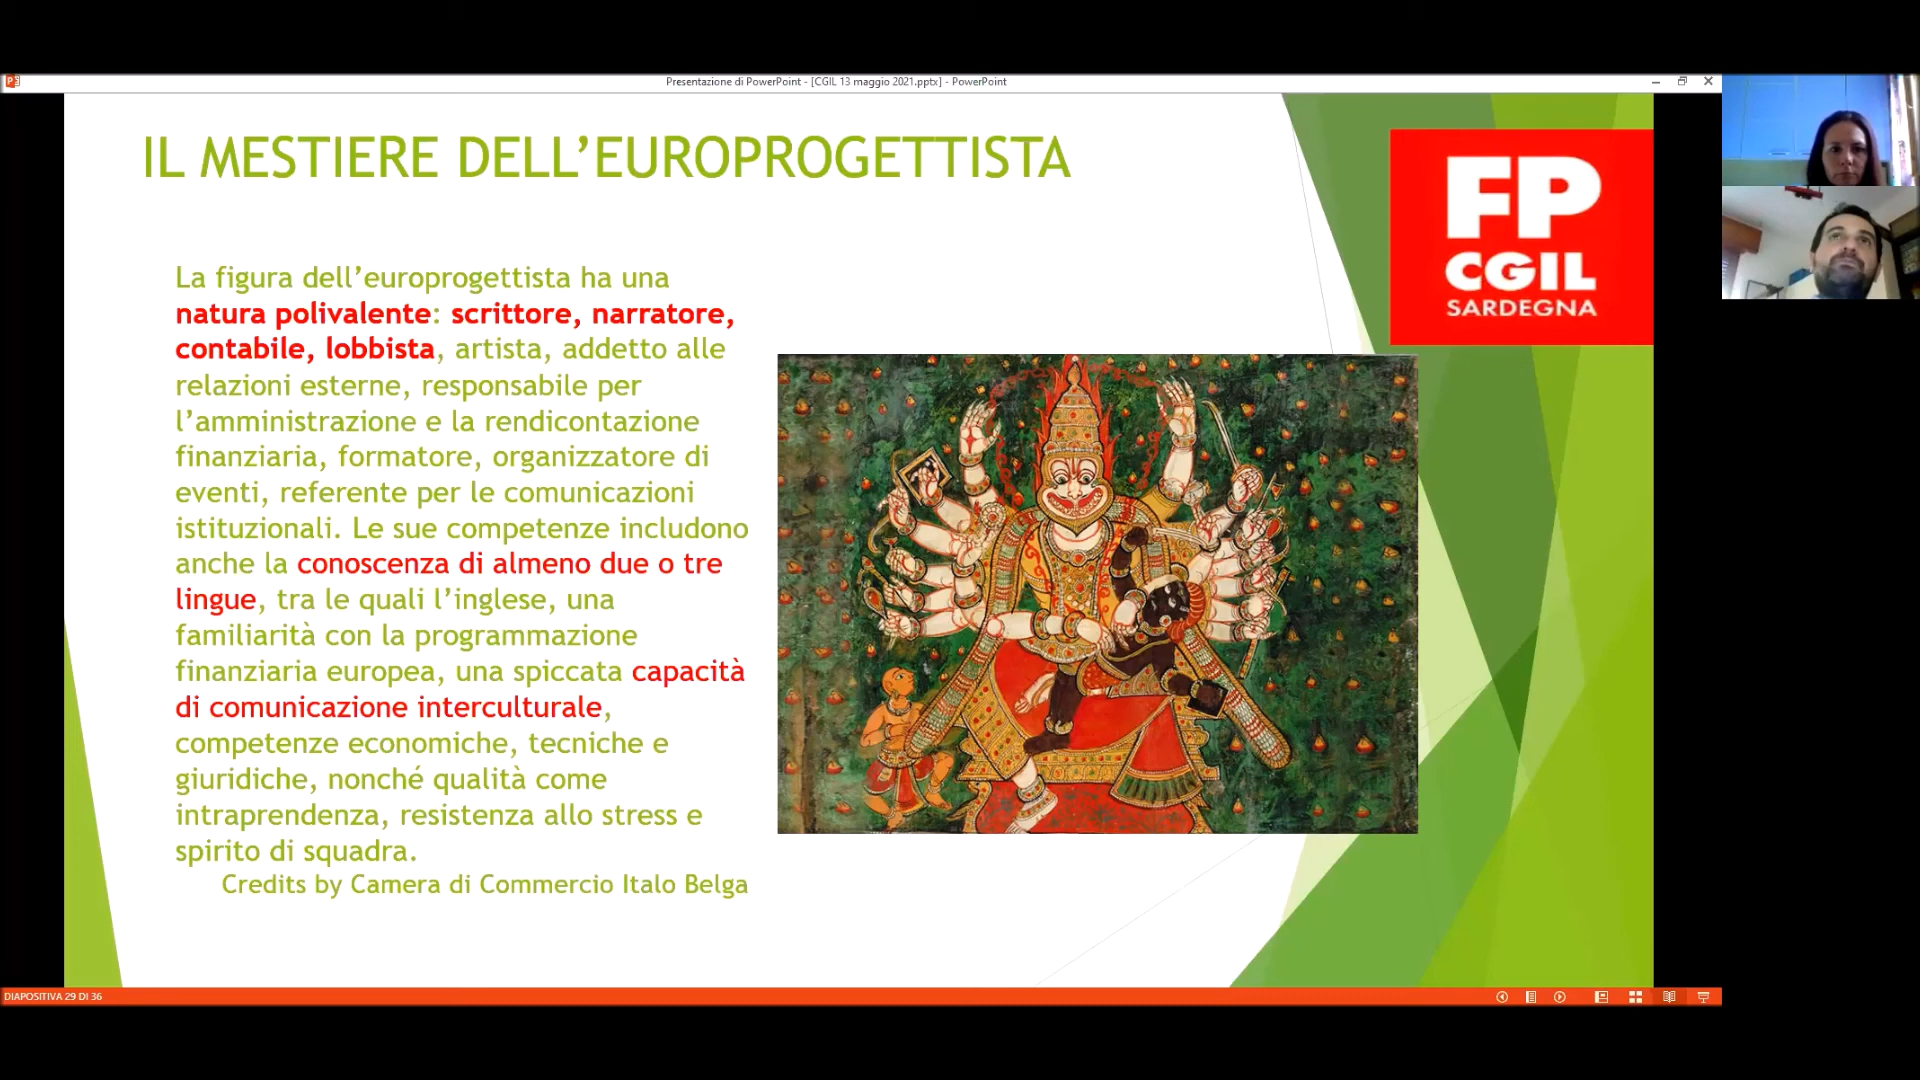 Presentazione di PowerPoint - [CGIL 13 maggio 2021.pptx] - PowerPoint
IL MESTIERE DELL’EUROPROGETTISTA
FP
CGIL
SARDEGNA
La figura dell’europrogettista ha una
natura polivalente: scrittore, narratore,
contabile, lobbista, artista, addetto alle
relazioni esterne, responsabile per
l’amministrazione e la rendicontazione
finanziaria, formatore, organizzatore di
eventi, referente per le comunicazioni
istituzionali. Le sue competenze includono
anche la conoscenza di almeno due o tre
lingue, tra le quali l’inglese, una
familiarità con la programmazione
finanziaria europea, una spiccata capacità
di comunicazione interculturale,
competenze economiche, tecniche e
giuridiche, nonché qualità come
intraprendenza, resistenza allo stress e
spirito di squadra.
Credits by Camera di Commercio Italo Belga
DIAPOSITIVA 29 DI 36